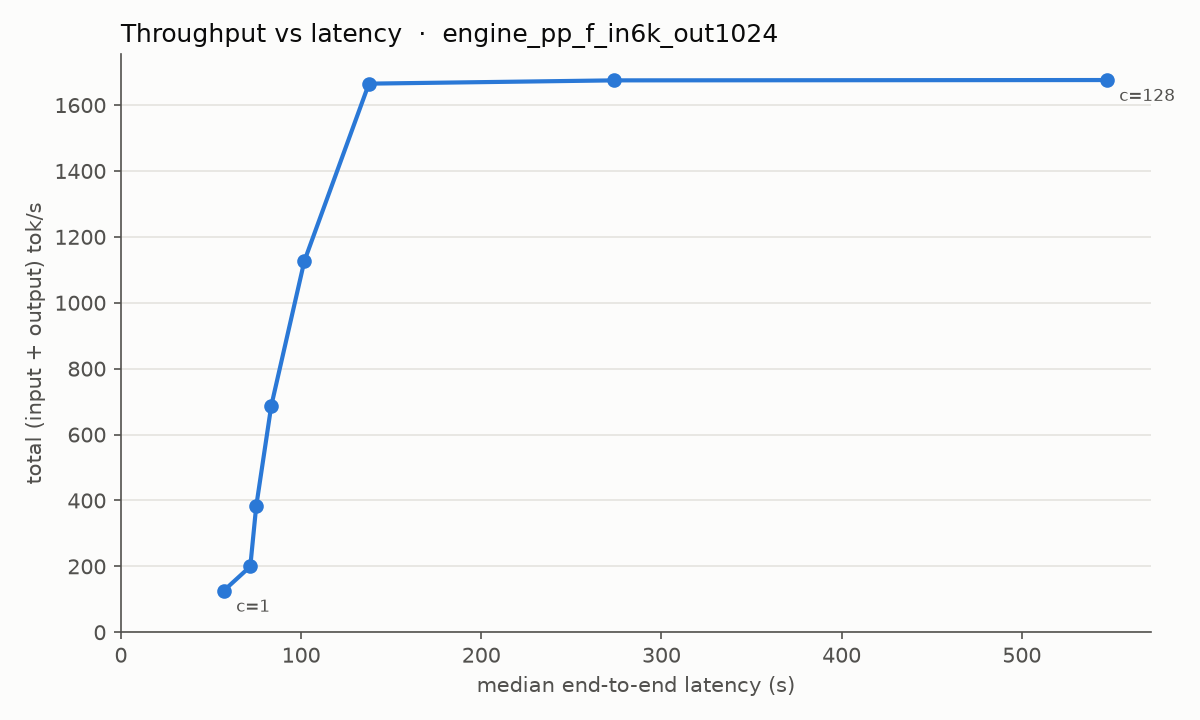 Throughput vs latency · engine_pp_f_in6k_out1024
total (input + output) tok/s
1600
1400
1200
1000
800
600
400
200
0
c=128
c=1
0 100 200 300 400 500
median end-to-end latency (s)